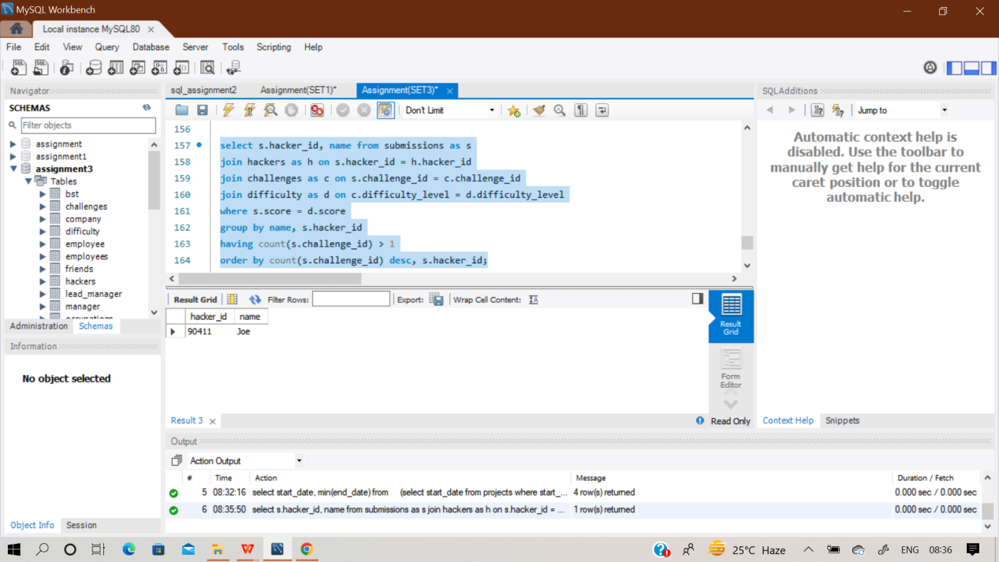 MySQL Workbench
Local instance MySQL80
File Edit View Query Database Server Tools Scripting Help
Navigator
SCHEMAS
Filter objects
assignment
assignment1
assignment3
Tables
bst
challenges
company
difficulty
employee
employees
friends
hackers
lead_manager
manager
occupations
Administration Schemas
Information
No object selected
Object Info Session
sql_assignment2 Assignment(SET1)* Assignment(SET3)*
Don't Limit
156
157 select s.hacker_id, name from submissions as s
158 join hackers as h on s.hacker_id = h.hacker_id
159 join challenges as c on s.challenge_id = c.challenge_id
160 join difficulty as d on c.difficulty_level = d.difficulty_level
161 where s.score = d.score
162 group by name, s.hacker_id
163 having count(s.challenge_id) > 1
164 order by count(s.challenge_id) desc, s.hacker_id;
Result Grid Filter Rows: Export: Wrap Cell Content:
hacker_id name
90411 Joe
Result Grid
Form Editor
Result 3 Read Only
SQLAdditions
Jump to
Automatic context help is
disabled. Use the toolbar to
manually get help for the current
caret position or to toggle
automatic help.
Context Help Snippets
Output
Action Output
# Time Action Message Duration / Fetch
5 08:32:16 select start_date, min(end_date) from (select start_date from projects where start_... 4 row(s) returned 0.000 sec / 0.000 sec
6 08:35:50 select s.hacker_id, name from submissions as s join hackers as h on s.hacker_id = ... 1 row(s) returned 0.000 sec / 0.000 sec
25°C Haze ENG 08:36